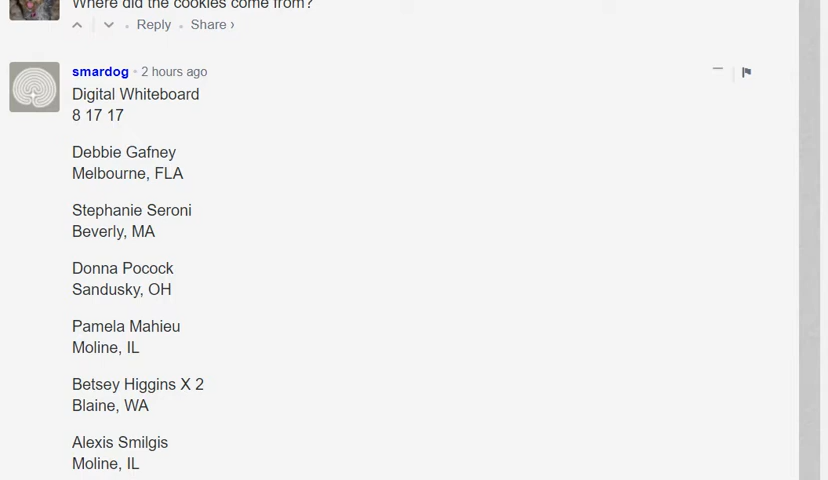 Where did the cookies come from?
Reply Share ›
smardog 2 hours ago
Digital Whiteboard
8 17 17
Debbie Gafney
Melbourne, FLA
Stephanie Seroni
Beverly, MA
Donna Pocock
Sandusky, OH
Pamela Mahieu
Moline, IL
Betsey Higgins X 2
Blaine, WA
Alexis Smilgis
Moline, IL